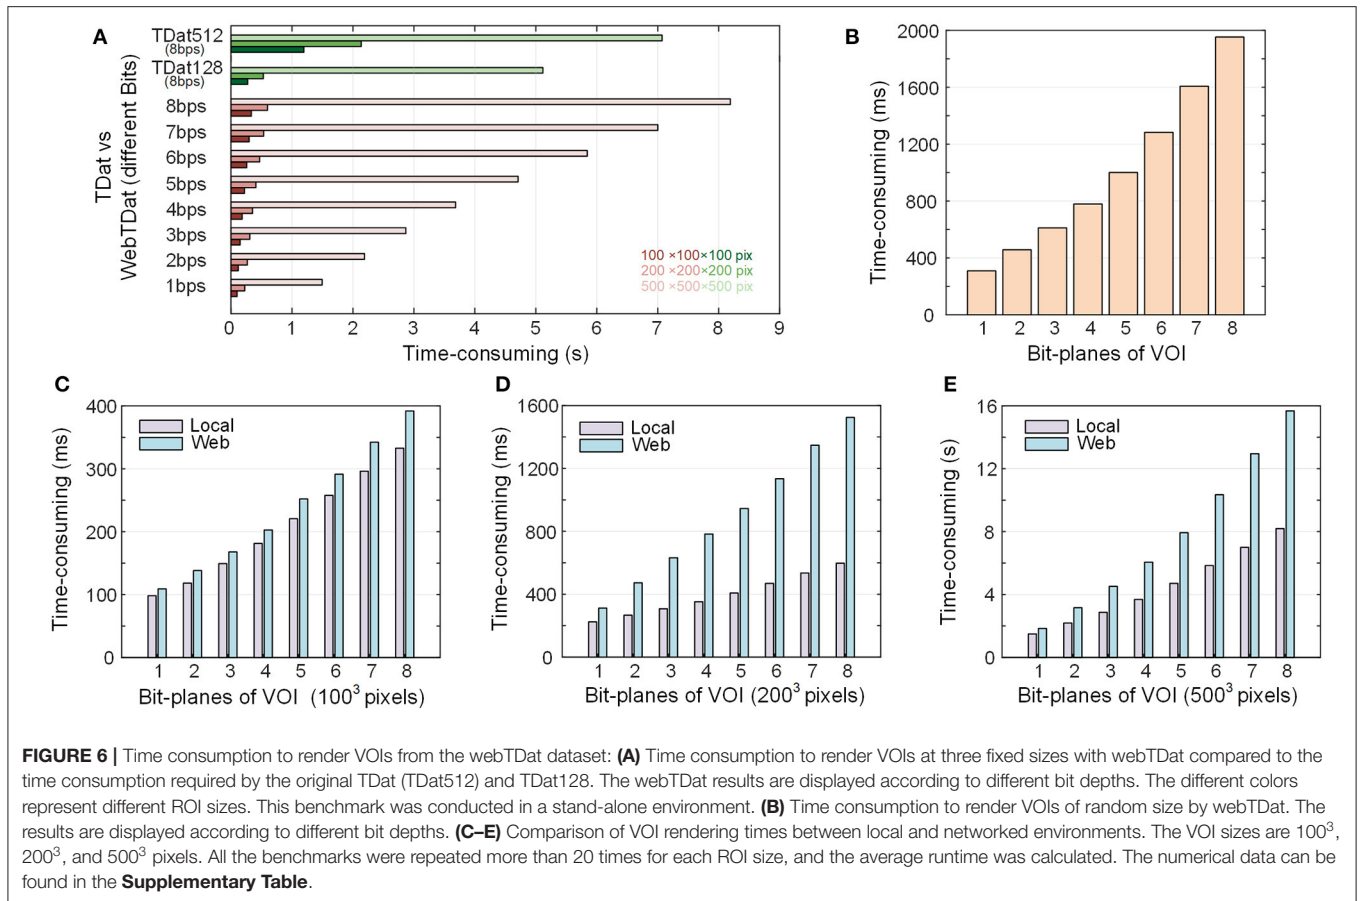 A
TDat vs
WebTDat (different Bits)
TDat512
(8bps)
TDat128
(8bps)
8bps
7bps
6bps
5bps
4bps
3bps
2bps
1bps
100 ×100×100 pix
200 ×200×200 pix
500 ×500×500 pix
0 1 2 3 4 5 6 7 8 9
Time-consuming (s)
B
Time-consuming (ms)
2000
1600
1200
800
400
0
1 2 3 4 5 6 7 8
Bit-planes of VOI
C
Time-consuming (ms)
400
300
200
100
0
Local
Web
1 2 3 4 5 6 7 8
Bit-planes of VOI (100³ pixels)
D
Time-consuming (ms)
1600
1200
800
400
0
Local
Web
1 2 3 4 5 6 7 8
Bit-planes of VOI (200³ pixels)
E
Time-consuming (s)
16
12
8
4
0
Local
Web
1 2 3 4 5 6 7 8
Bit-planes of VOI (500³ pixels)
FIGURE 6 | Time consumption to render VOIs from the webTDat dataset: (A) Time consumption to render VOIs at three fixed sizes with webTDat compared to the
time consumption required by the original TDat (TDat512) and TDat128. The webTDat results are displayed according to different bit depths. The different colors
represent different ROI sizes. This benchmark was conducted in a stand-alone environment. (B) Time consumption to render VOIs of random size by webTDat. The
results are displayed according to different bit depths. (C–E) Comparison of VOI rendering times between local and networked environments. The VOI sizes are 100³,
200³, and 500³ pixels. All the benchmarks were repeated more than 20 times for each ROI size, and the average runtime was calculated. The numerical data can be
found in the Supplementary Table.